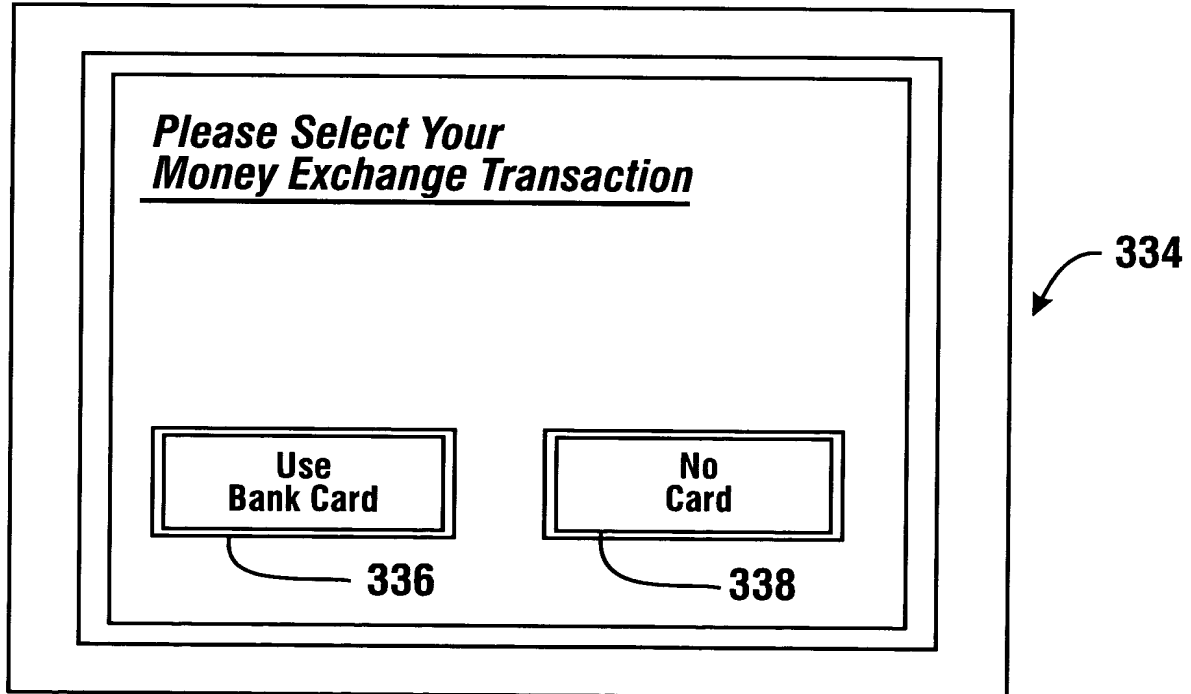 Please Select Your
Money Exchange Transaction
334
Use
Bank Card
No
Card
336
338